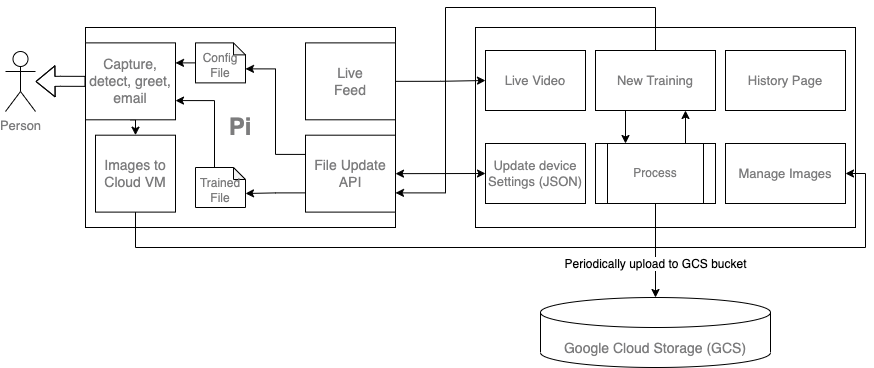 Capture,
detect, greet,
email
Config
File
Live
Feed
Live Video
New Training
History Page
Person
Pi
Images to
Cloud VM
Trained
File
File Update
API
Update device
Settings (JSON)
Process
Manage Images
Periodically upload to GCS bucket
Google Cloud Storage (GCS)